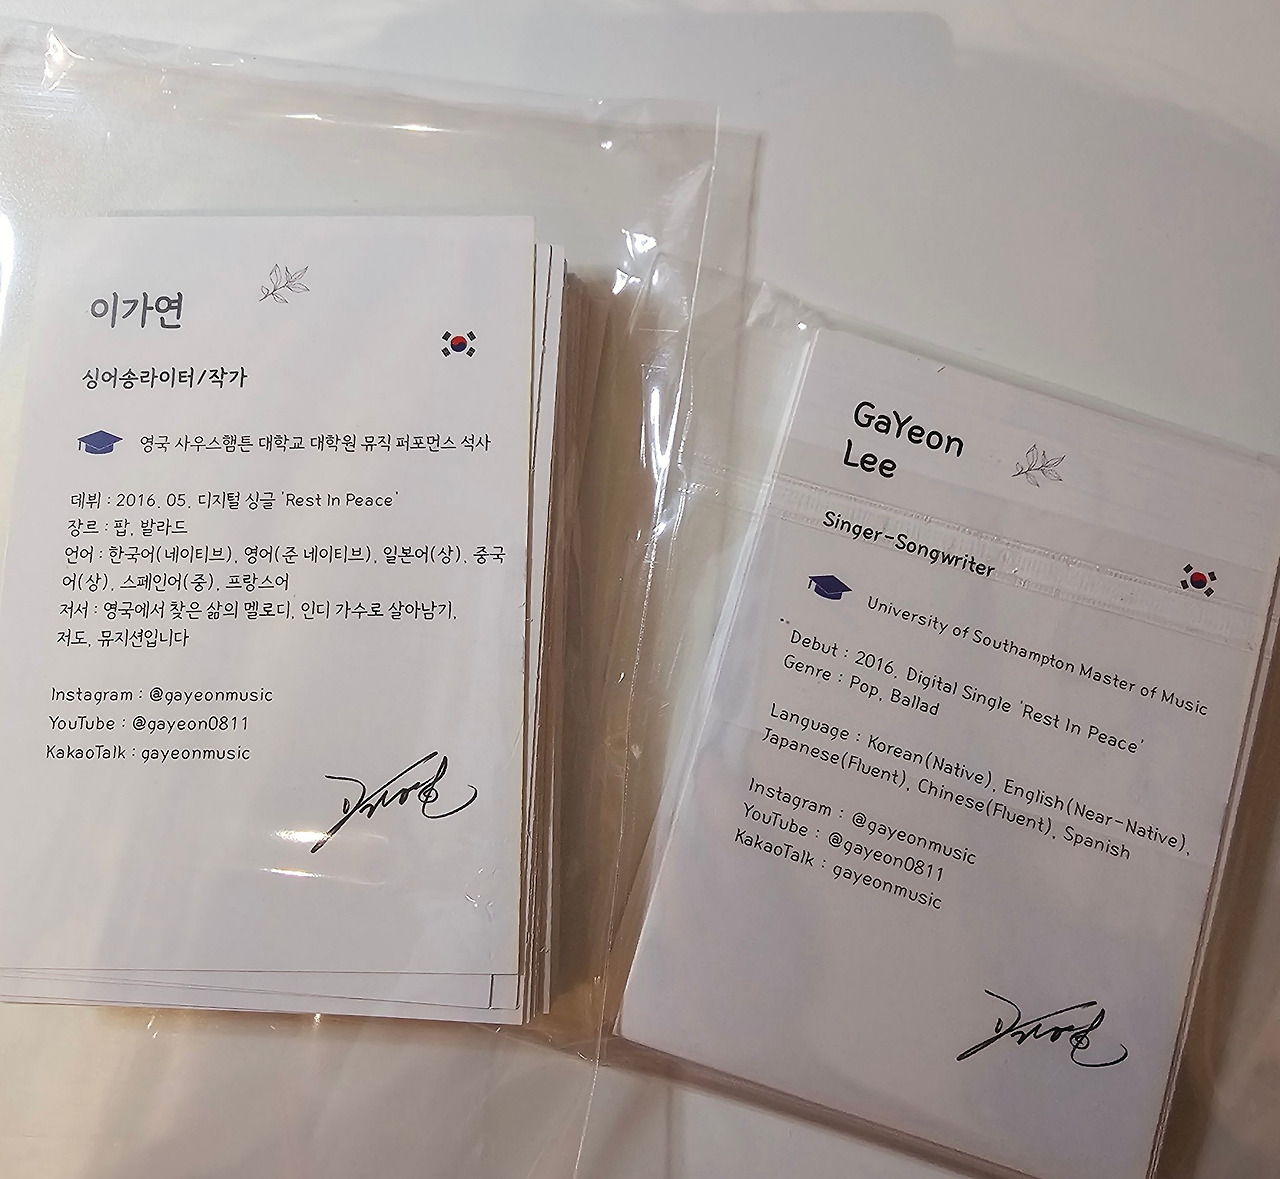 이가연
싱어송라이터/작가
영국 사우스햄튼 대학교 대학원 뮤직 퍼포먼스 석사
데뷔 : 2016. 05. 디지털 싱글 'Rest In Peace'
장르 : 팝, 발라드
언어 : 한국어(네이티브), 영어(준 네이티브), 일본어(상), 중국
어(상), 스페인어(중), 프랑스어
저서 : 영국에서 찾은 삶의 멜로디, 인디 가수로 살아남기,
저도, 뮤지션입니다
Instagram : @gayeonmusic
YouTube : @gayeon0811
KakaoTalk : gayeonmusic
GaYeon
Lee
Singer-Songwriter
University of Southampton Master of Music
Debut : 2016. Digital Single 'Rest In Peace'
Genre : Pop, Ballad
Language : Korean(Native), English(Near-Native),
Japanese(Fluent), Chinese(Fluent), Spanish
Instagram : @gayeonmusic
YouTube : @gayeon0811
KakaoTalk : gayeonmusic